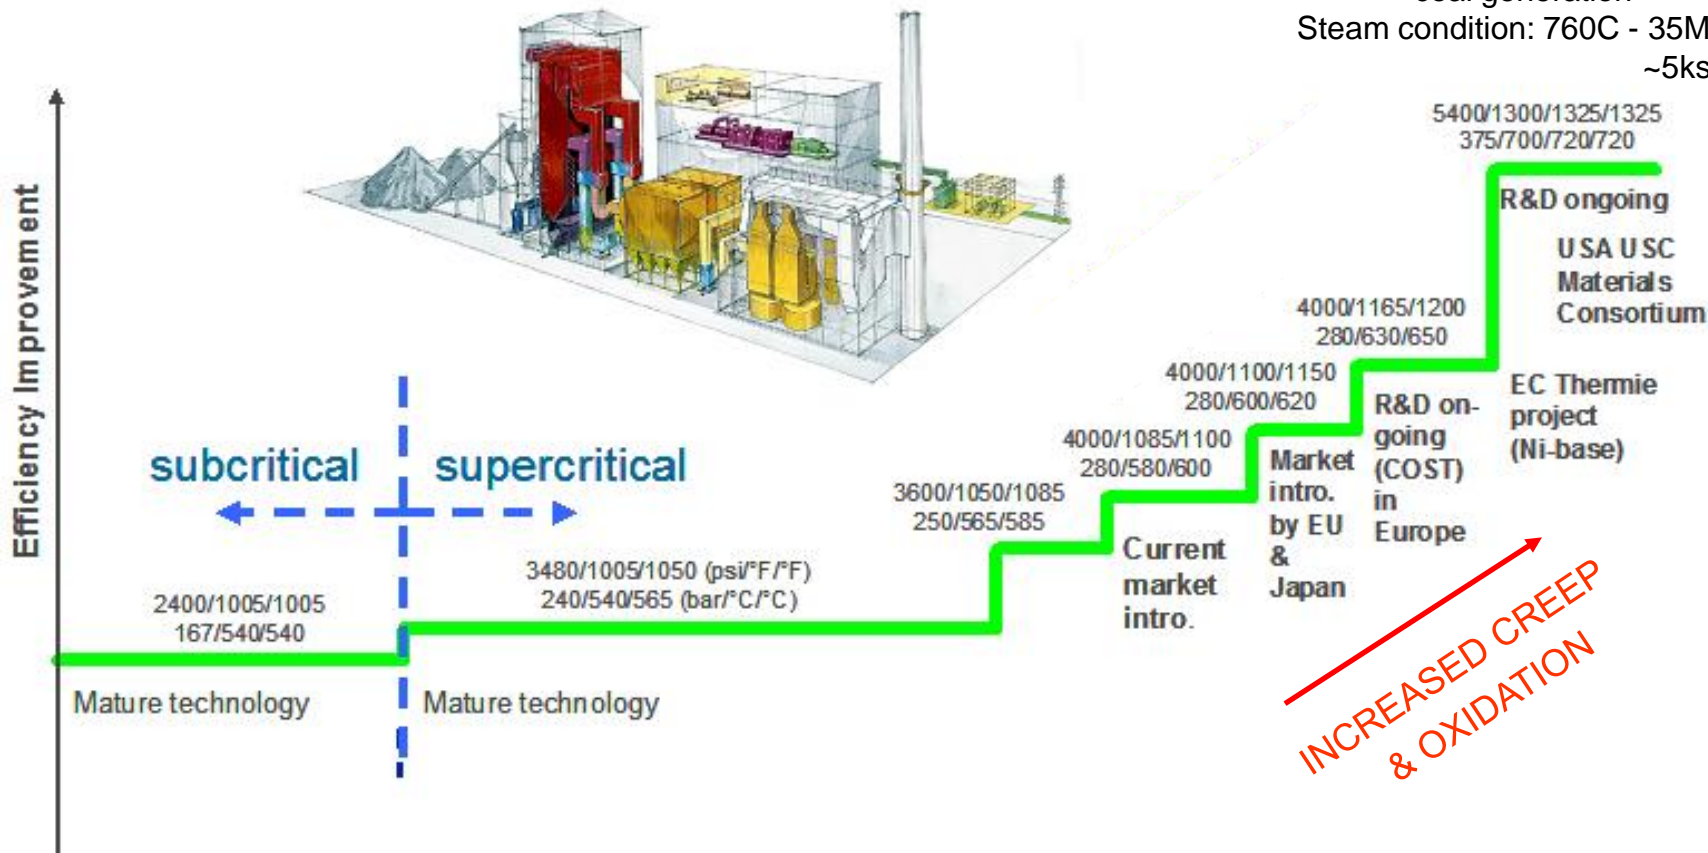 coal generation
Steam condition: 760C - 35M
~5ks
5400/1300/1325/1325
375/700/720/720
R&D ongoing
USA USC
Materials
Consortium
4000/1165/1200
280/630/650
EC Thermie
project
(Ni-base)
4000/1100/1150
280/600/620
R&D on-
going
(COST)
in
Europe
4000/1085/1100
280/580/600
Market
intro.
by EU
&
Japan
3600/1050/1085
250/565/585
Current
market
intro.
Efficiency Improvement
subcritical
supercritical
3480/1005/1050 (psi/°F/°F)
240/540/565 (bar/°C/°C)
2400/1005/1005
167/540/540
Mature technology
Mature technology
INCREASED CREEP
& OXIDATION